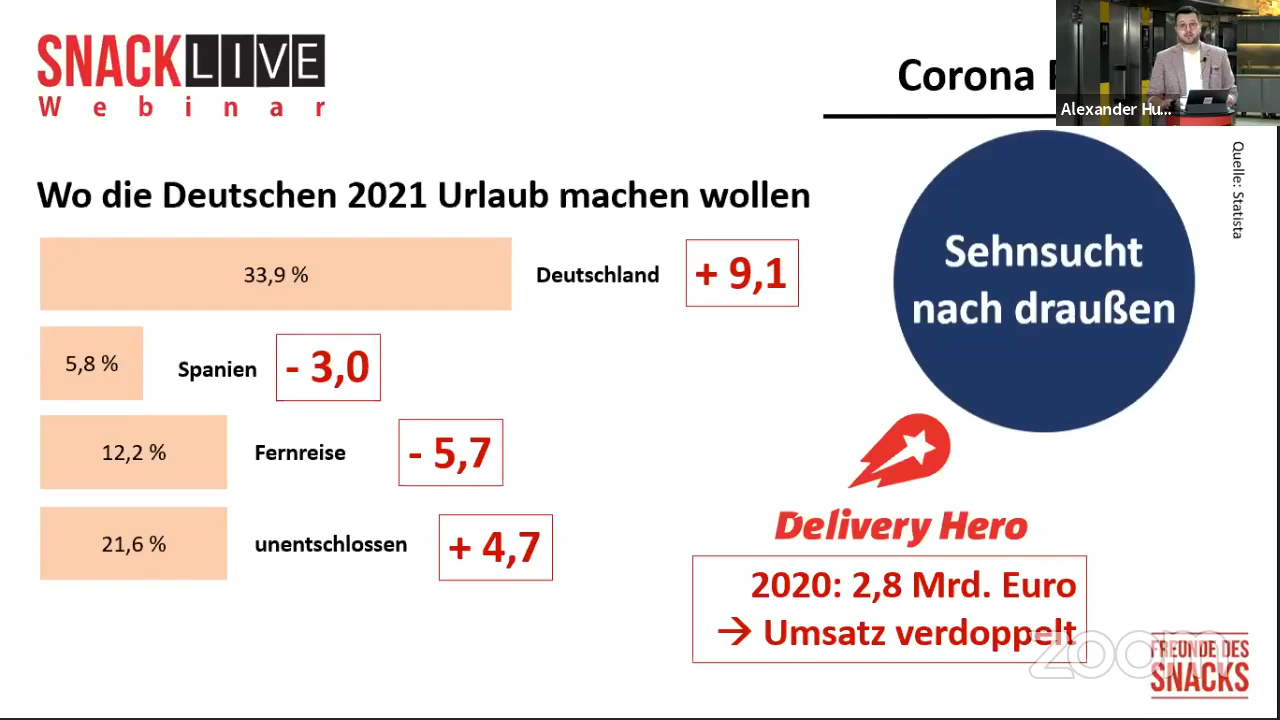 SNACKLIVE
Webinar
Corona
Alexander Hu...
Quelle: Statista
Wo die Deutschen 2021 Urlaub machen wollen
33,9 %
Deutschland
+ 9,1
5,8 %
Spanien
- 3,0
12,2 %
Fernreise
- 5,7
21,6 %
unentschlossen
+ 4,7
Sehnsucht
nach draußen
Delivery Hero
2020: 2,8 Mrd. Euro
→ Umsatz verdoppelt
zoom
FREUNDE DES
SNACKS